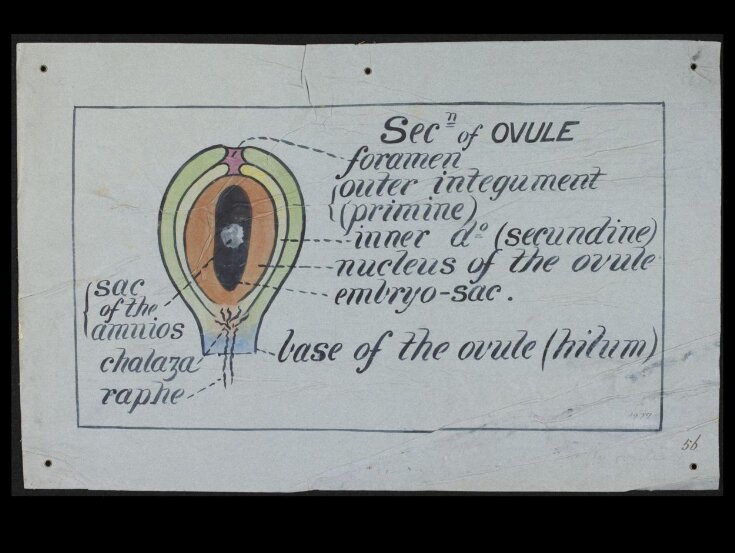 Secⁿ of OVULE
foramen
outer integument
(primine)
inner dº (secundine)
nucleus of the ovule
embryo-sac.
sac
of the
amnios
chalaza
raphe
base of the ovule (hilum)
56